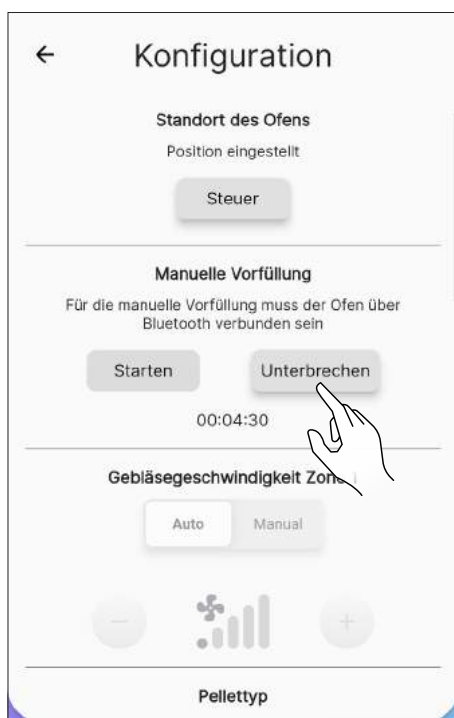 Konfiguration
Standort des Ofens
Position eingestellt
Steuer
Manuelle Vorfüllung
Für die manuelle Vorfüllung muss der Ofen über
Bluetooth verbunden sein
Starten Unterbrechen
00:04:30
Gebläsegeschwindigkeit
Auto Manual
Pellettyp